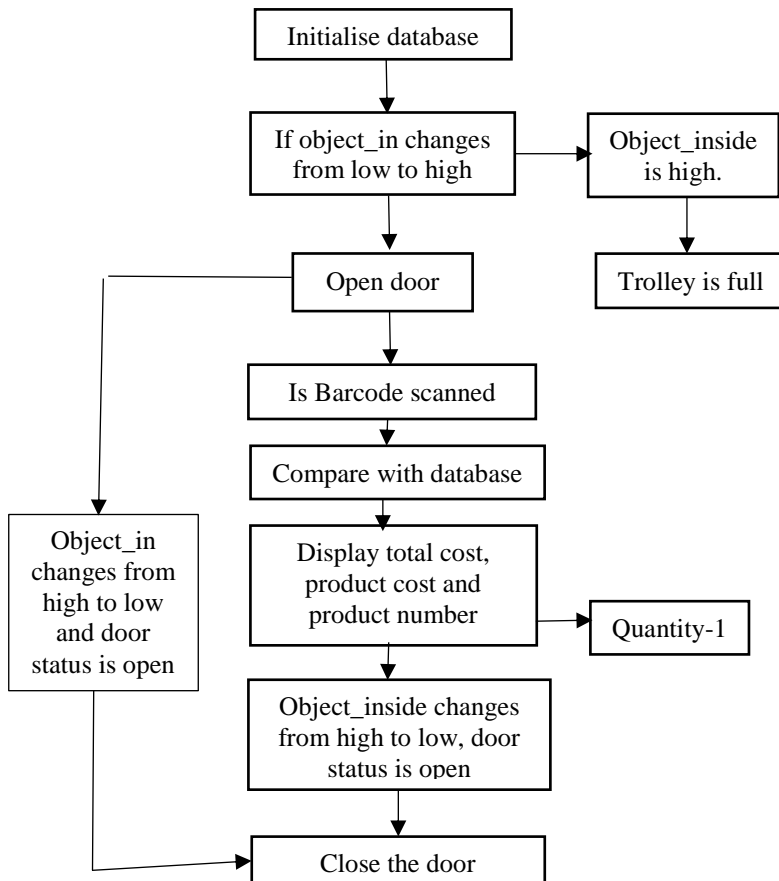 Initialise database
If object_in changes
from low to high
Object_inside
is high.
Open door
Trolley is full
Is Barcode scanned
Compare with database
Object_in
changes from
high to low
and door
status is open
Display total cost,
product cost and
product number
Quantity-1
Object_inside changes
from high to low, door
status is open
Close the door